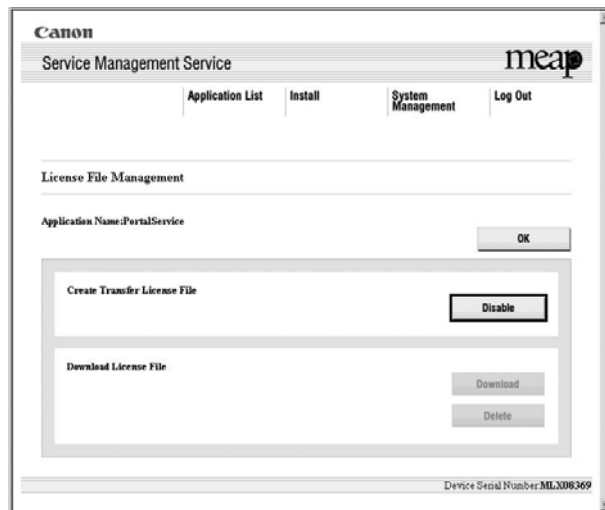 Canon
Service Management Service
meap
Application List Install System Management Log Out
License File Management
Application Name:PortalService
OK
Create Transfer License File
Disable
Download License File
Download
Delete
Device Serial Number:MLX08369